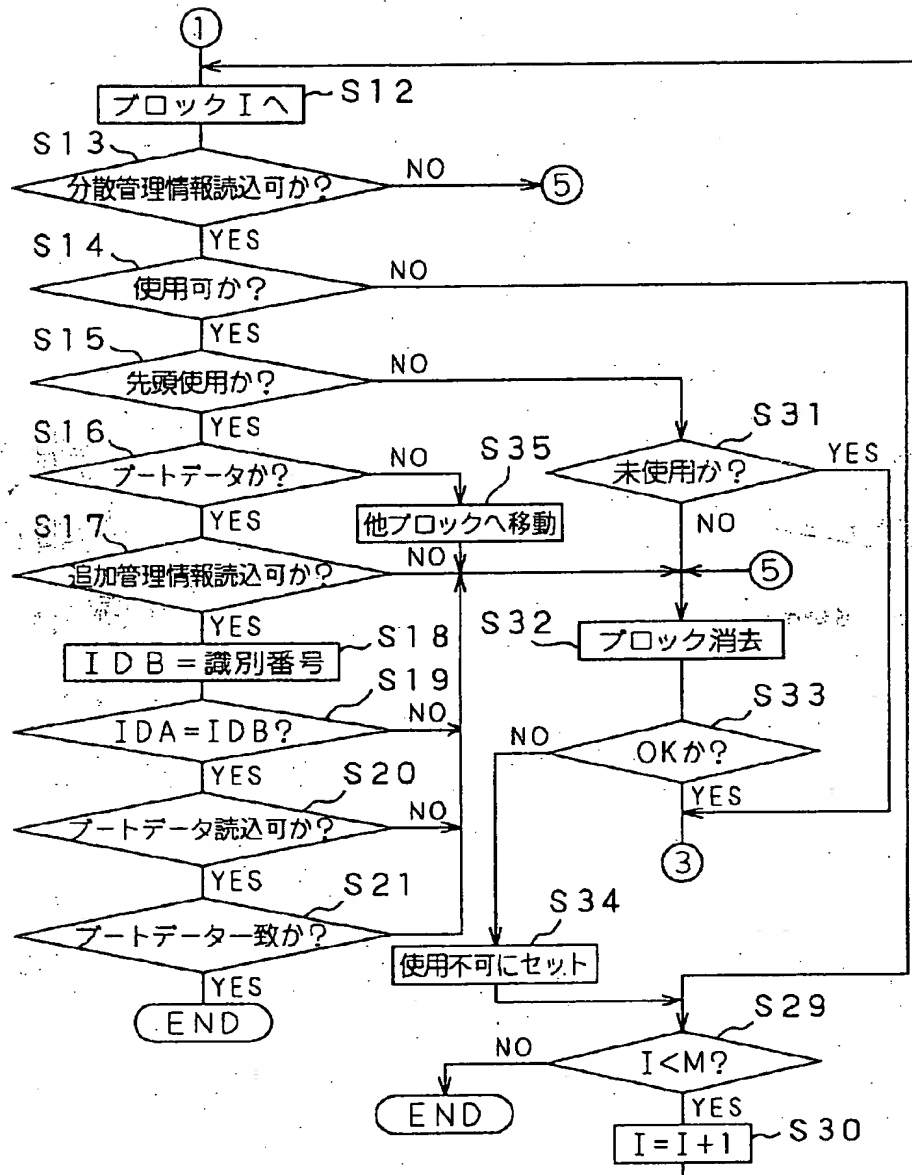 ①
ブロックIへ
S12
S13
分散管理情報読込可か?
NO
⑤
YES
S14
使用可か?
NO
YES
S15
先頭使用か?
NO
YES
S16
ブートデータか?
NO
S35
他ブロックへ移動
S31
未使用か?
YES
NO
YES
S17
追加管理情報読込可か?
NO
⑤
YES
S32
ブロック消去
IDB=識別番号
S18
S19
IDA=IDB?
NO
S33
OKか?
NO
YES
③
YES
S20
ブートデータ読込可か?
NO
YES
S21
ブートデータ一致か?
S34
使用不可にセット
YES
END
S29
I<M?
NO
END
YES
I=I+1
S30